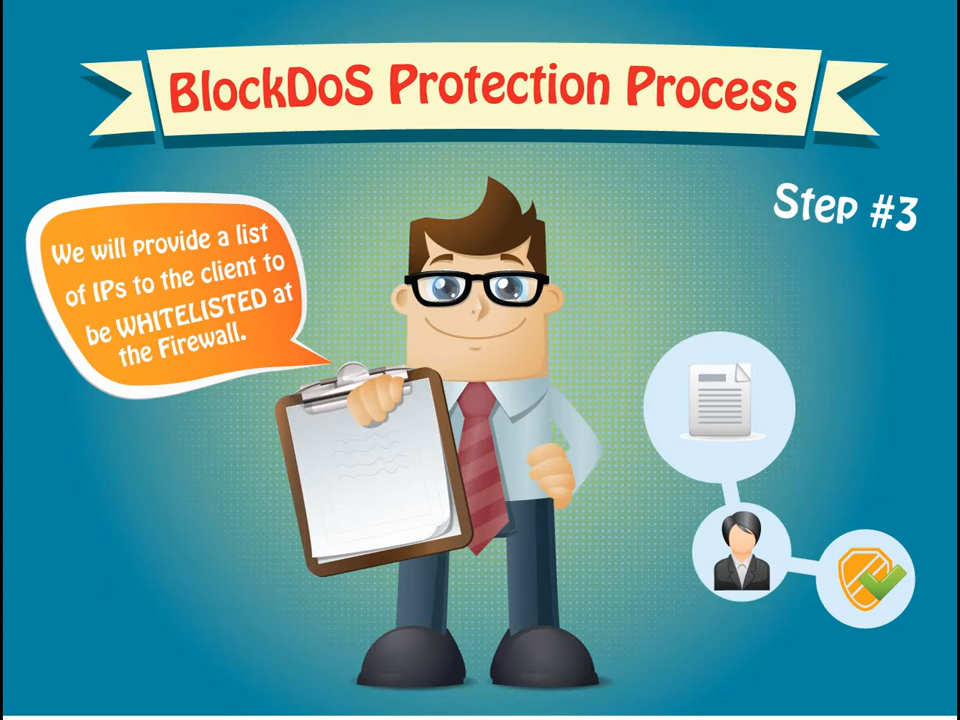 BlockDoS Protection Process
Step #3
We will provide a list
of IPs to the client to
be WHITELISTED at
the Firewall.